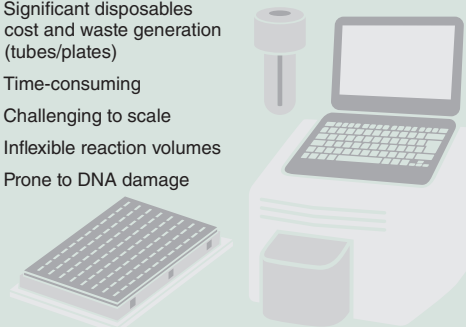 Significant disposables
cost and waste generation
(tubes/plates)
Time-consuming
Challenging to scale
Inflexible reaction volumes
Prone to DNA damage